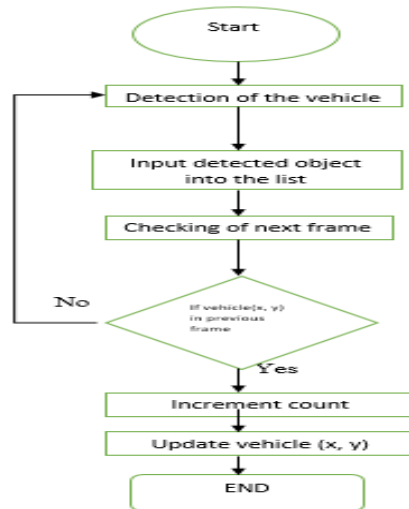 Start
Detection of the vehicle
Input detected object
into the list
Checking of next frame
If vehicle(x, y)
in previous
frame
No
Yes
Increment count
Update vehicle (x, y)
END